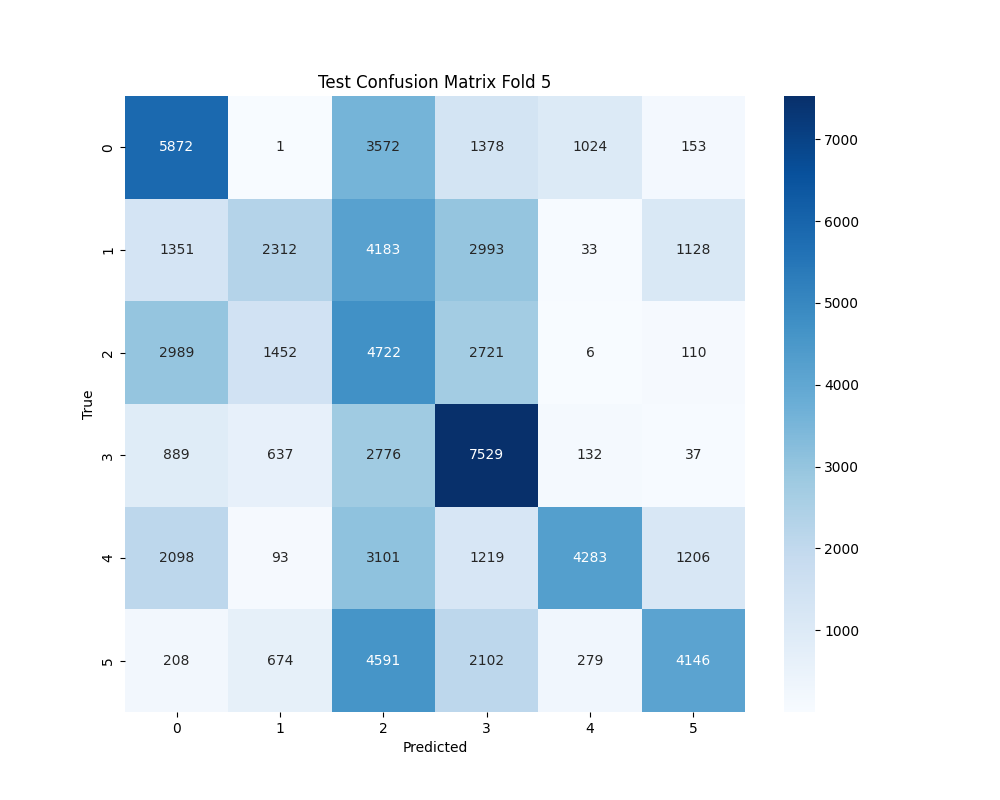 Test Confusion Matrix Fold 5
0 5872 1 3572 1378 1024 153
1 1351 2312 4183 2993 33 1128
2 2989 1452 4722 2721 6 110
3 889 637 2776 7529 132 37
4 2098 93 3101 1219 4283 1206
5 208 674 4591 2102 279 4146
0 1 2 3 4 5
Predicted
True
7000
6000
5000
4000
3000
2000
1000